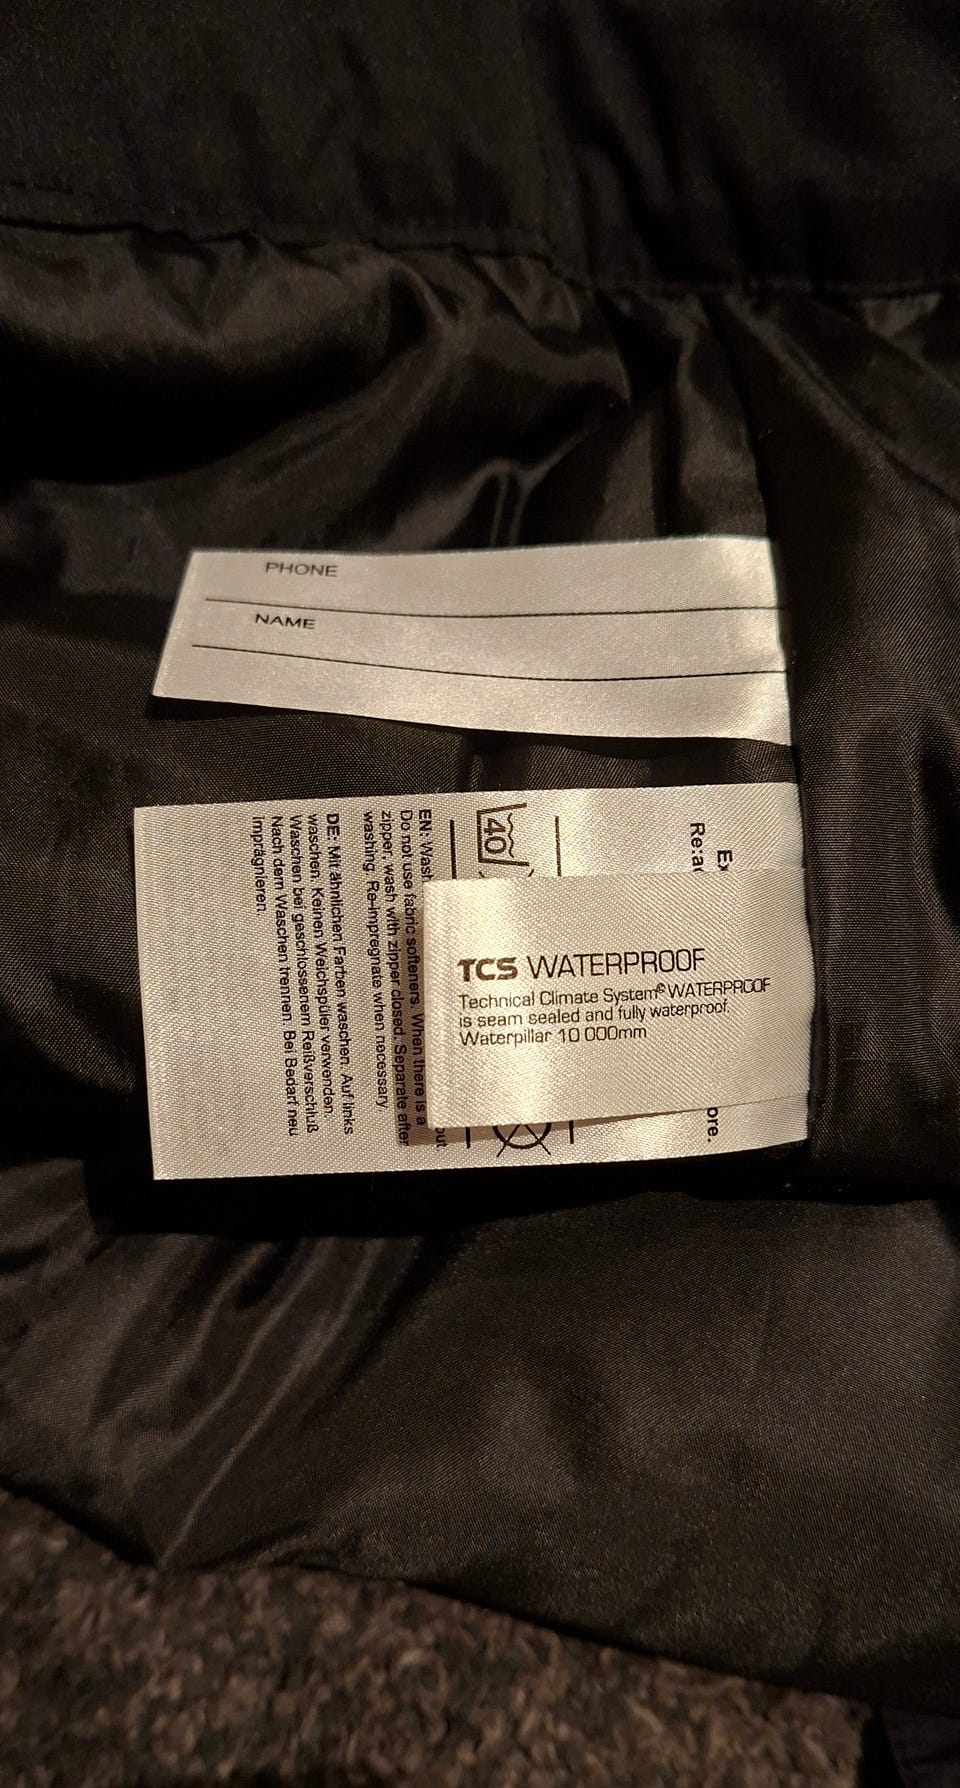 PHONE
NAME
Ex
Re:ac
ore.
40
EN: Wash
out.
Do not use fabric softeners. When there is a
zipper, wash with zipper closed. Separate after
washing. Re-impregnate when necessary
DE: Mit ähnlichen Farben waschen. Auf links
waschen. Keinen Weichspüler verwenden.
Waschen bei geschlossenem Reißverschluß
Nach dem Waschen trennen. Bei Bedarf neu
imprägnieren.
TCS WATERPROOF
Technical Climate System® WATERPROOF
is seam sealed and fully waterproof.
Waterpillar 10 000mm